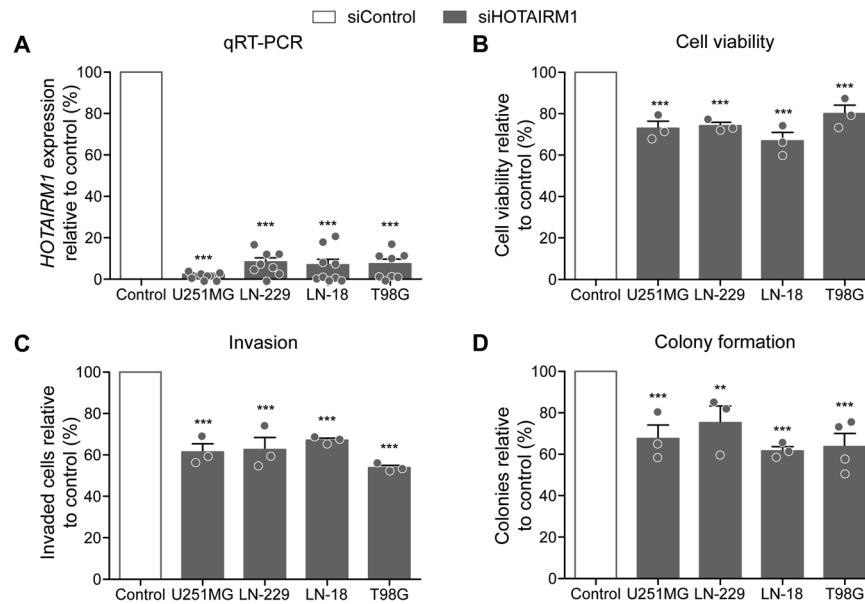 siControl siHOTAIRM1
A qRT-PCR
HOTAIRM1 expression
relative to control (%)
100
80
60
40
20
0
***
***
***
***
Control U251MG LN-229 LN-18 T98G
B Cell viability
Cell viability relative
to control (%)
100
80
60
40
20
0
***
***
***
***
Control U251MG LN-229 LN-18 T98G
C Invasion
Invaded cells relative
to control (%)
100
80
60
40
20
0
***
***
***
***
Control U251MG LN-229 LN-18 T98G
D Colony formation
Colonies relative
to control (%)
100
80
60
40
20
0
***
**
***
***
Control U251MG LN-229 LN-18 T98G